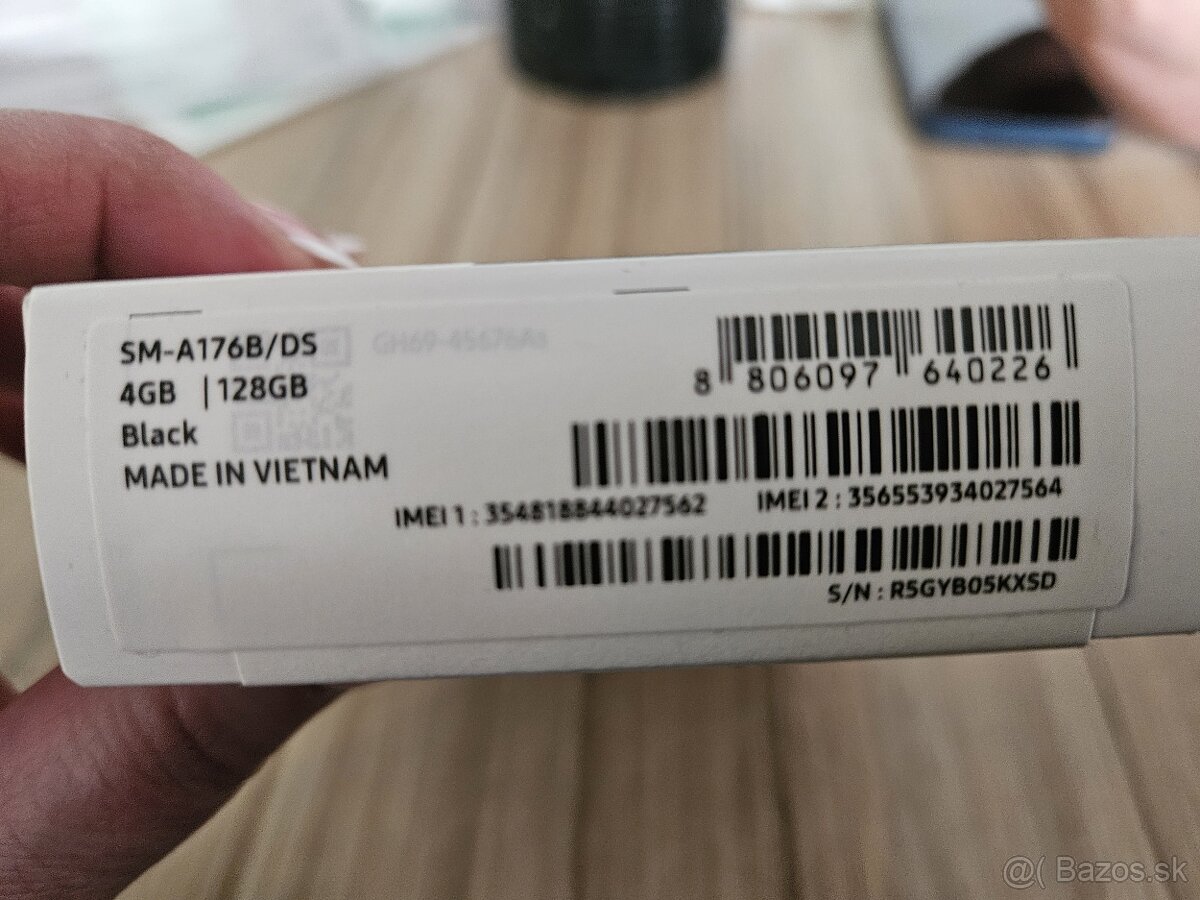 SM-A176B/DS
4GB | 128GB
Black
MADE IN VIETNAM
8 806097 640226
IMEI 1 : 354818844027562 IMEI 2 : 356553934027564
S/N : R5GYB05KXSD
@( Bazos.sk